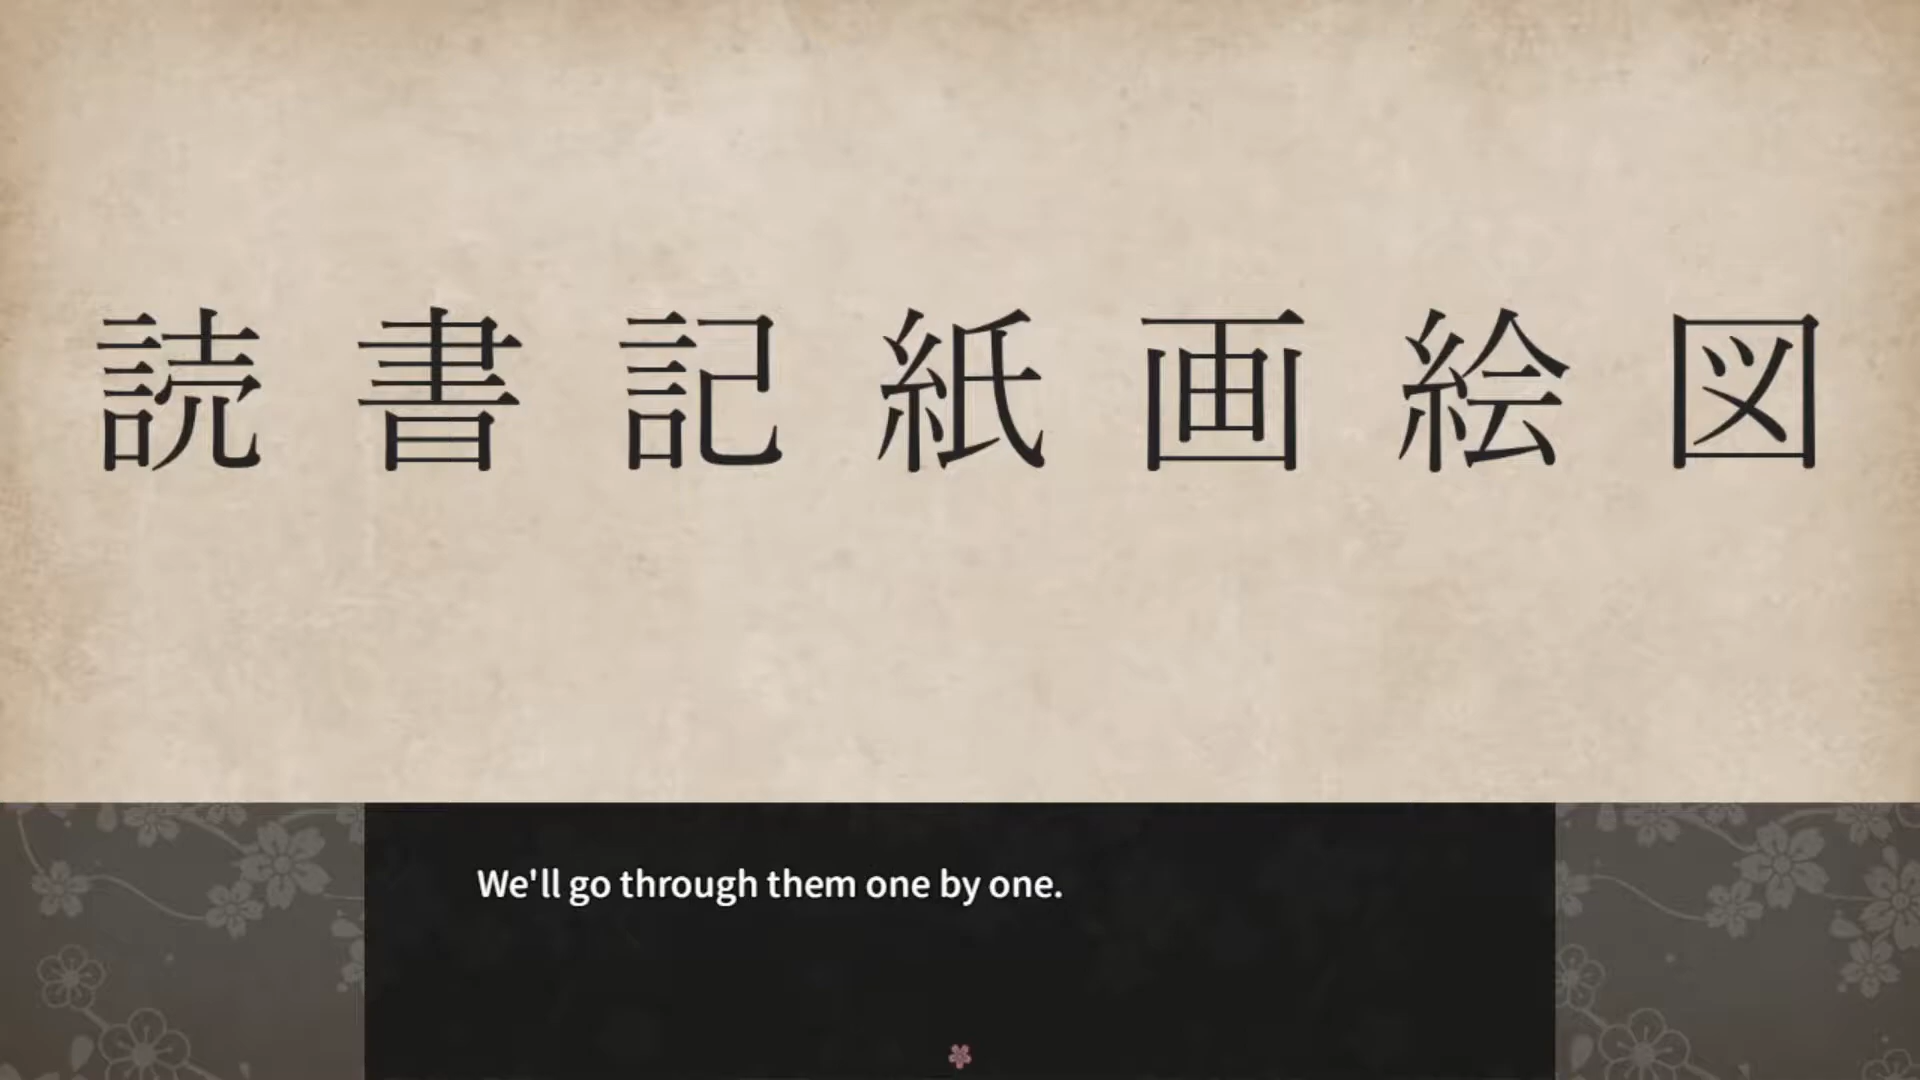 読 書 記 紙 画 絵 図
We'll go through them one by one.